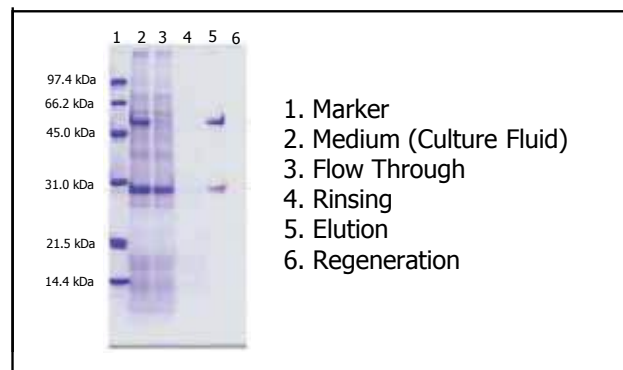 1 2 3 4 5 6
97.4 kDa
66.2 kDa
45.0 kDa
31.0 kDa
21.5 kDa
14.4 kDa
1. Marker
2. Medium (Culture Fluid)
3. Flow Through
4. Rinsing
5. Elution
6. Regeneration